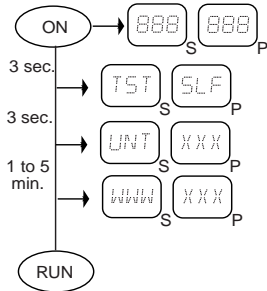 ON 888 S 888 P
3 sec.
TST S SLF P
3 sec.
UNT S XXX P
1 to 5
min.
WWW S XXX P
RUN